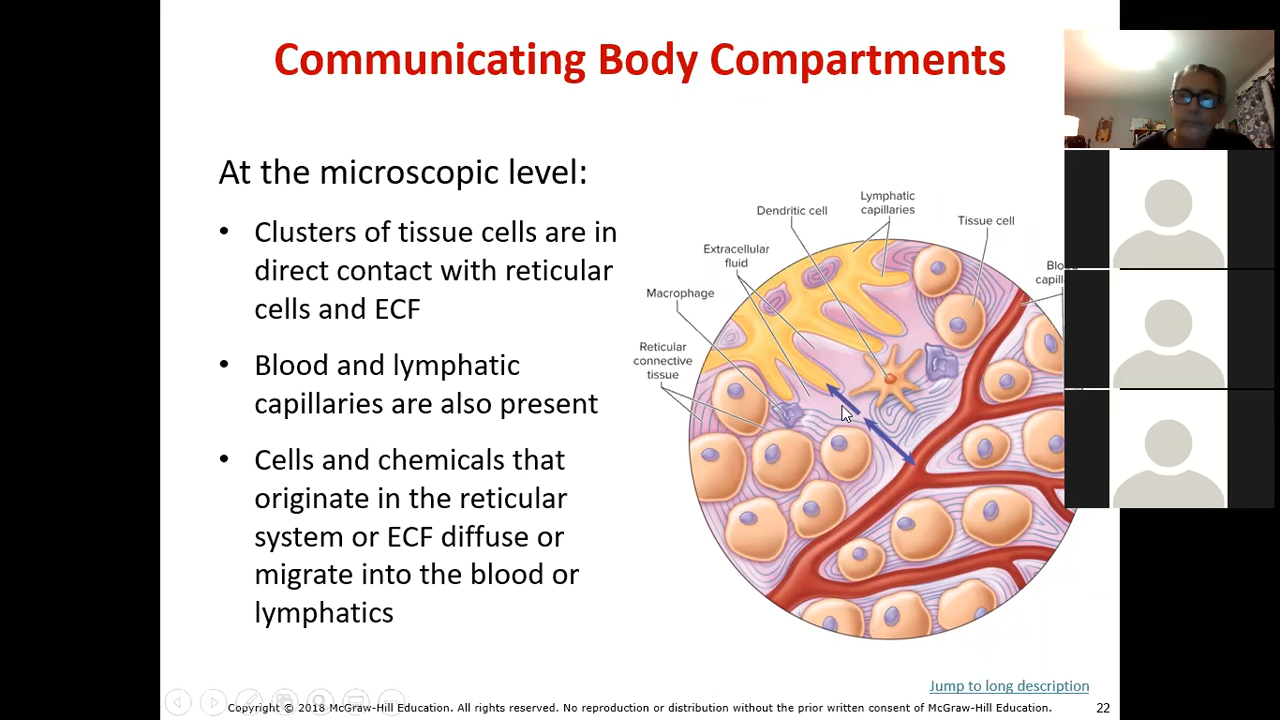 Communicating Body Compartments
At the microscopic level:
• Clusters of tissue cells are in
direct contact with reticular
cells and ECF
• Blood and lymphatic
capillaries are also present
• Cells and chemicals that
originate in the reticular
system or ECF diffuse or
migrate into the blood or
lymphatics
Lymphatic
capillaries
Dendritic cell
Tissue cell
Extracellular
fluid
Macrophage
Reticular
connective
tissue
Jump to long description
Copyright © 2018 McGraw-Hill Education. All rights reserved. No reproduction or distribution without the prior written consent of McGraw-Hill Education.
22